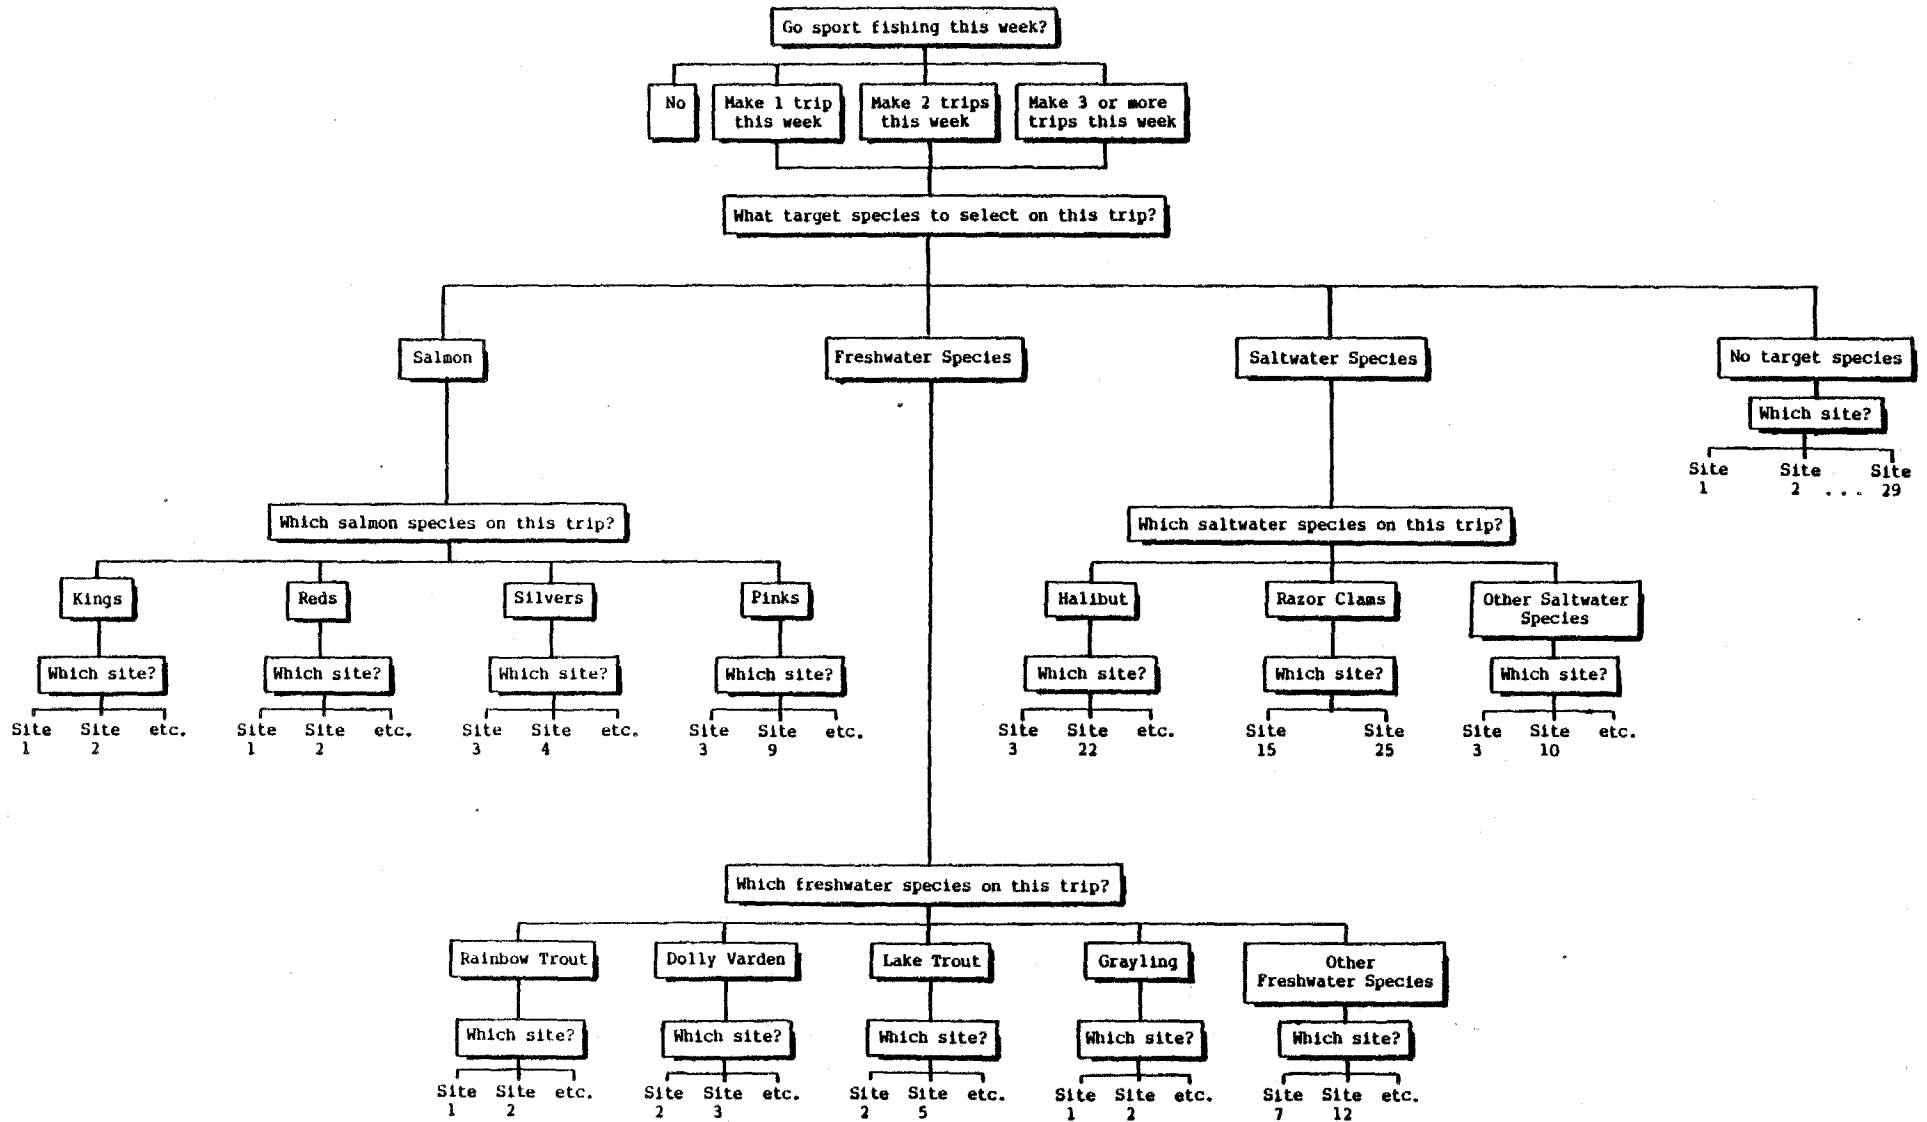 Go sport fishing this week?
No
Make 1 trip
this week
Make 2 trips
this week
Make 3 or more
trips this week
What target species to select on this trip?
Salmon
Freshwater Species
Saltwater Species
No target species
Which site?
Site
1
Site
2
...
Site
29
Which salmon species on this trip?
Kings
Reds
Silvers
Pinks
Which site?
Which site?
Which site?
Which site?
Site
1
Site
2
etc.
Site
1
Site
2
etc.
Site
3
Site
4
etc.
Site
3
Site
9
etc.
Which saltwater species on this trip?
Halibut
Razor Clams
Other Saltwater
Species
Which site?
Which site?
Which site?
Site
3
Site
22
etc.
Site
15
Site
25
Site
3
Site
10
etc.
Which freshwater species on this trip?
Rainbow Trout
Dolly Varden
Lake Trout
Grayling
Other
Freshwater Species
Which site?
Which site?
Which site?
Which site?
Which site?
Site
1
Site
2
etc.
Site
2
Site
3
etc.
Site
2
Site
5
etc.
Site
1
Site
2
etc.
Site
7
Site
12
etc.